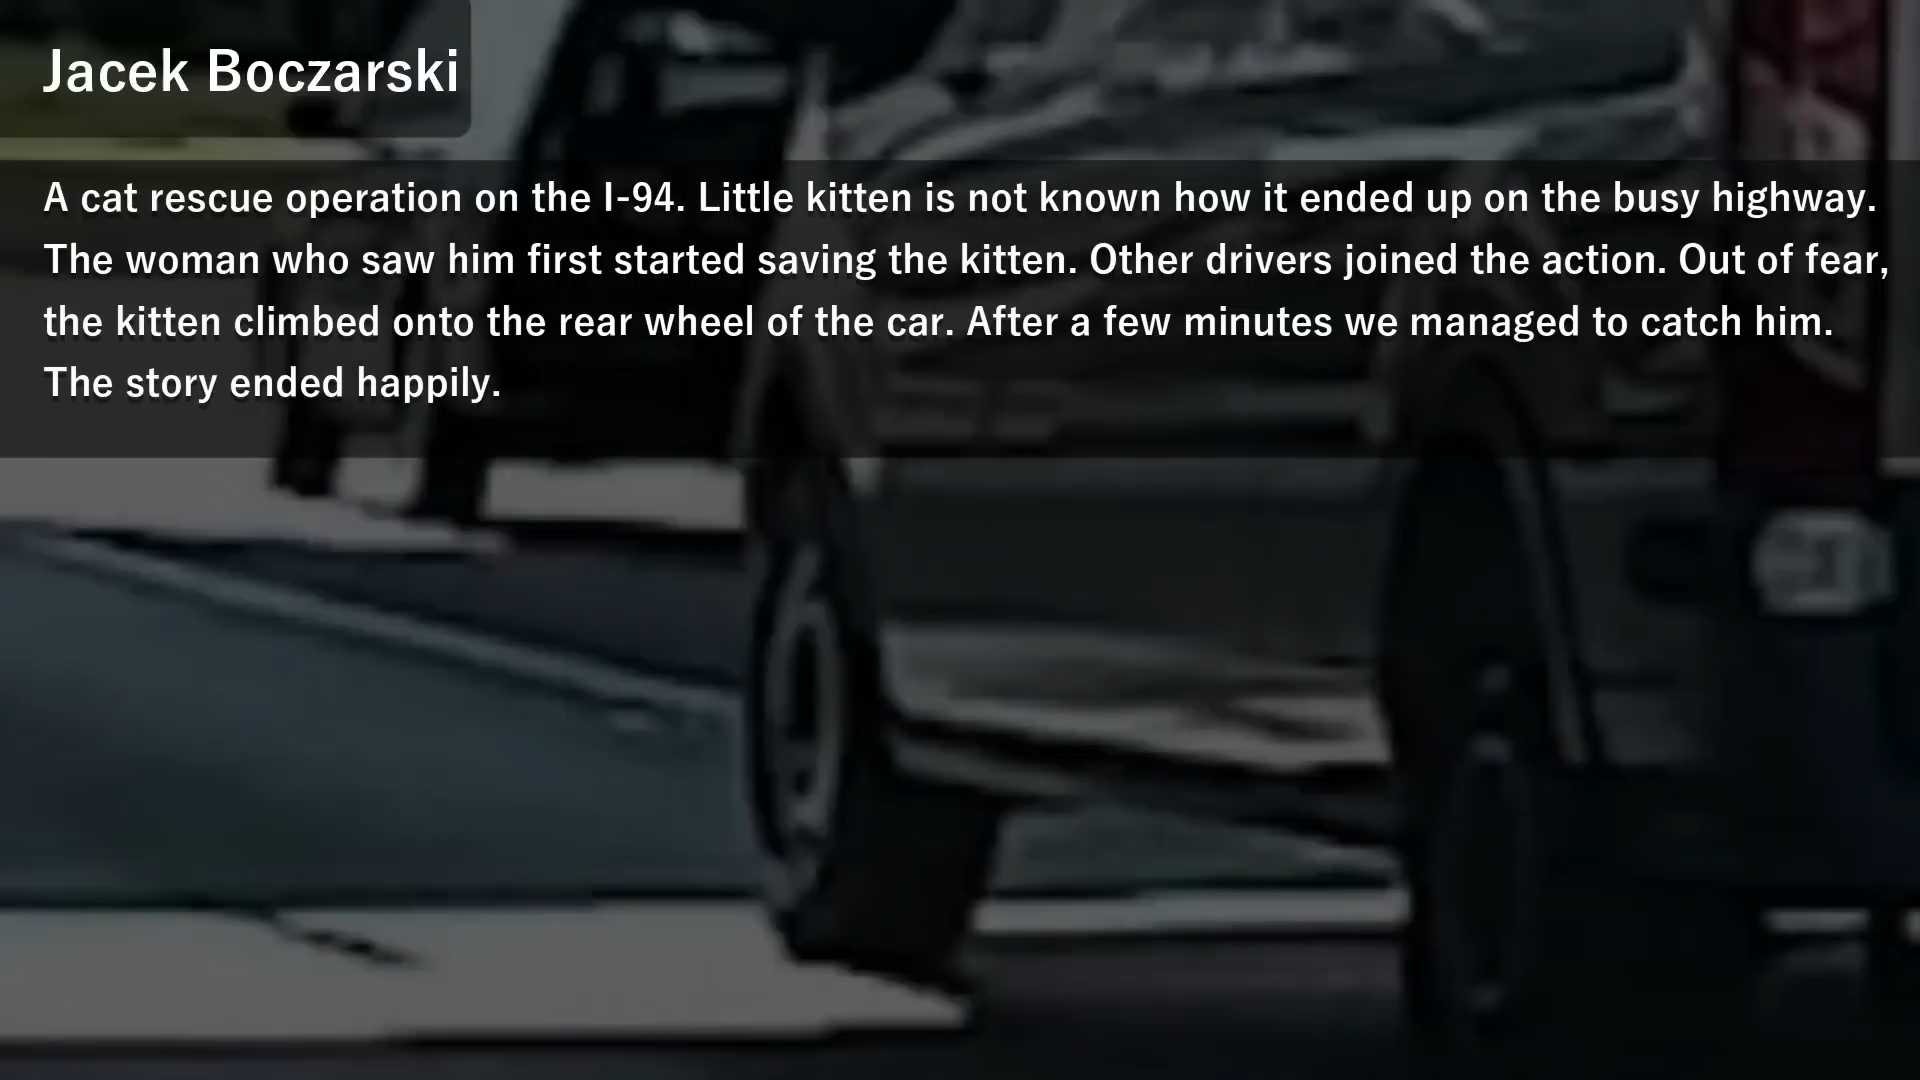 Jacek Boczarski
A cat rescue operation on the I-94. Little kitten is not known how it ended up on the busy highway.
The woman who saw him first started saving the kitten. Other drivers joined the action. Out of fear,
the kitten climbed onto the rear wheel of the car. After a few minutes we managed to catch him.
The story ended happily.